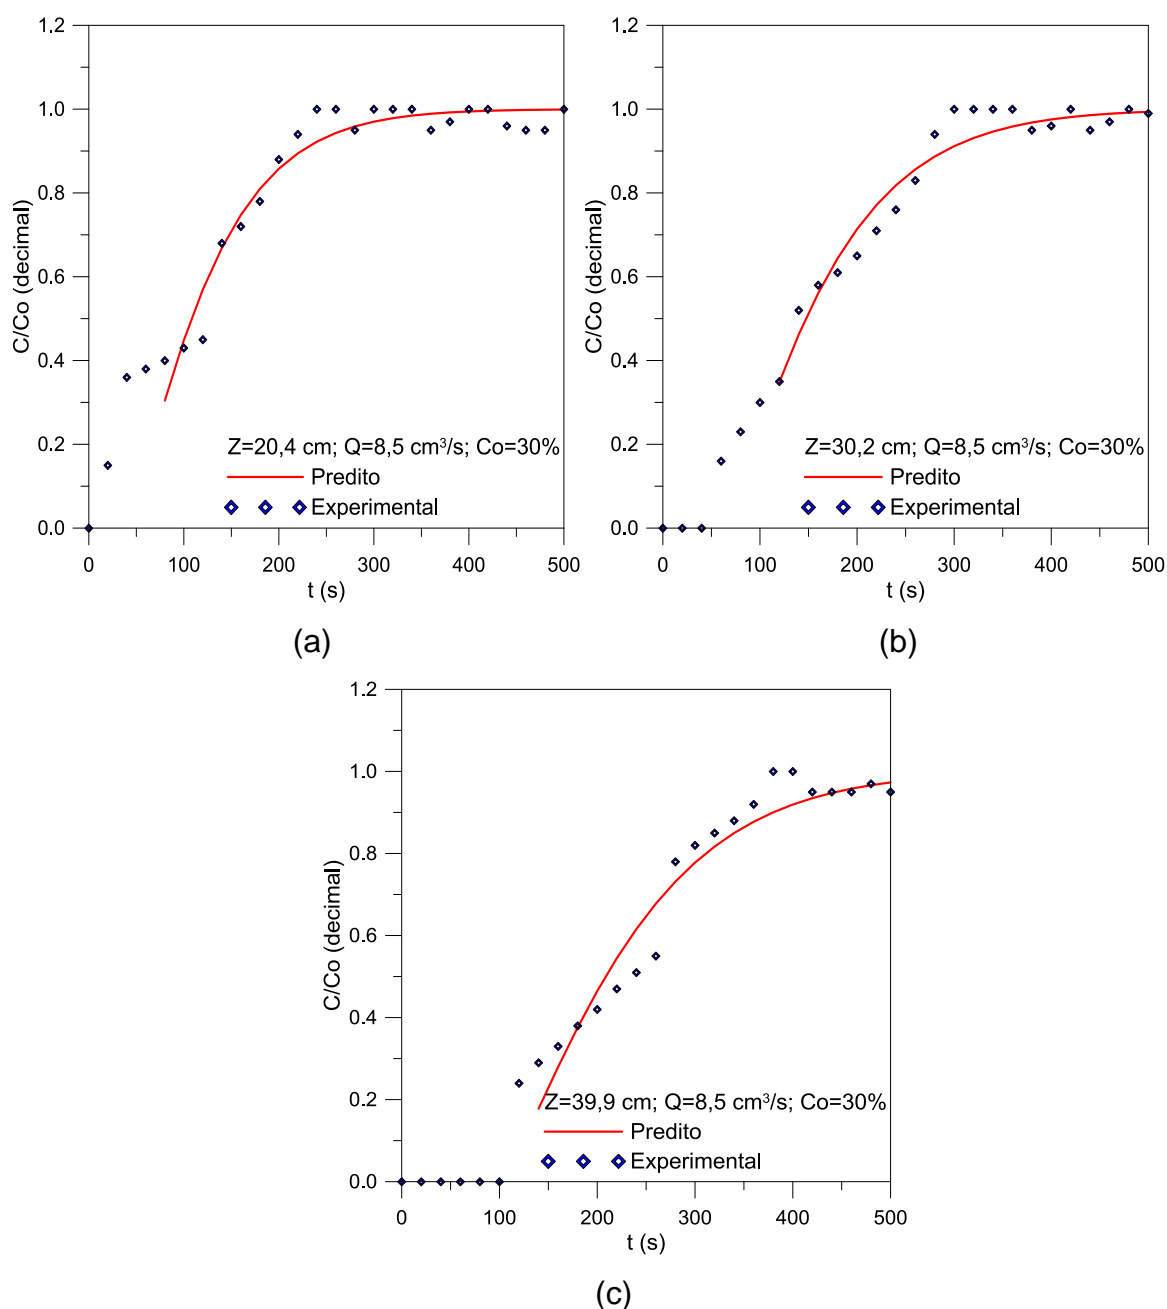 1.2
1.0
0.8
0.6
0.4
0.2
0.0
C/Co (decimal)
Z=20,4 cm; Q=8,5 cm³/s; Co=30%
Predito
Experimental
0 100 200 300 400 500
t (s)
(a)
1.2
1.0
0.8
0.6
0.4
0.2
0.0
C/Co (decimal)
Z=30,2 cm; Q=8,5 cm³/s; Co=30%
Predito
Experimental
0 100 200 300 400 500
t (s)
(b)
1.2
1.0
0.8
0.6
0.4
0.2
0.0
C/Co (decimal)
Z=39,9 cm; Q=8,5 cm³/s; Co=30%
Predito
Experimental
0 100 200 300 400 500
t (s)
(c)